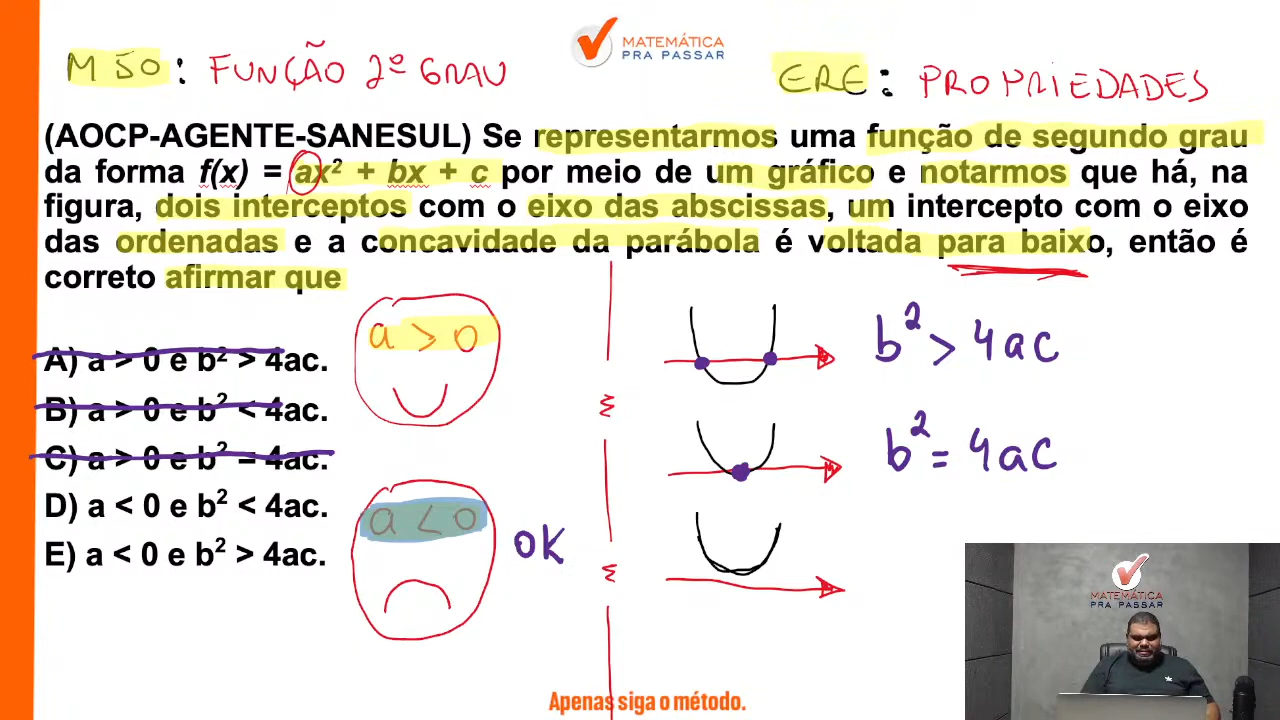 MATEMÁTICA
PRA PASSAR
M50: FUNÇÃO 2º GRAU
ERE: PROPRIEDADES
(AOCP-AGENTE-SANESUL) Se representarmos uma função de segundo grau
da forma f(x) = ax² + bx + c por meio de um gráfico e notarmos que há, na
figura, dois interceptos com o eixo das abscissas, um intercepto com o eixo
das ordenadas e a concavidade da parábola é voltada para baixo, então é
correto afirmar que
A) a > 0 e b² > 4ac.
B) a > 0 e b² < 4ac.
C) a > 0 e b² = 4ac.
D) a < 0 e b² < 4ac.
E) a < 0 e b² > 4ac.
a > 0
a < 0
OK
b² > 4ac
b² = 4ac
MATEMÁTICA
PRA PASSAR
Apenas siga o método.